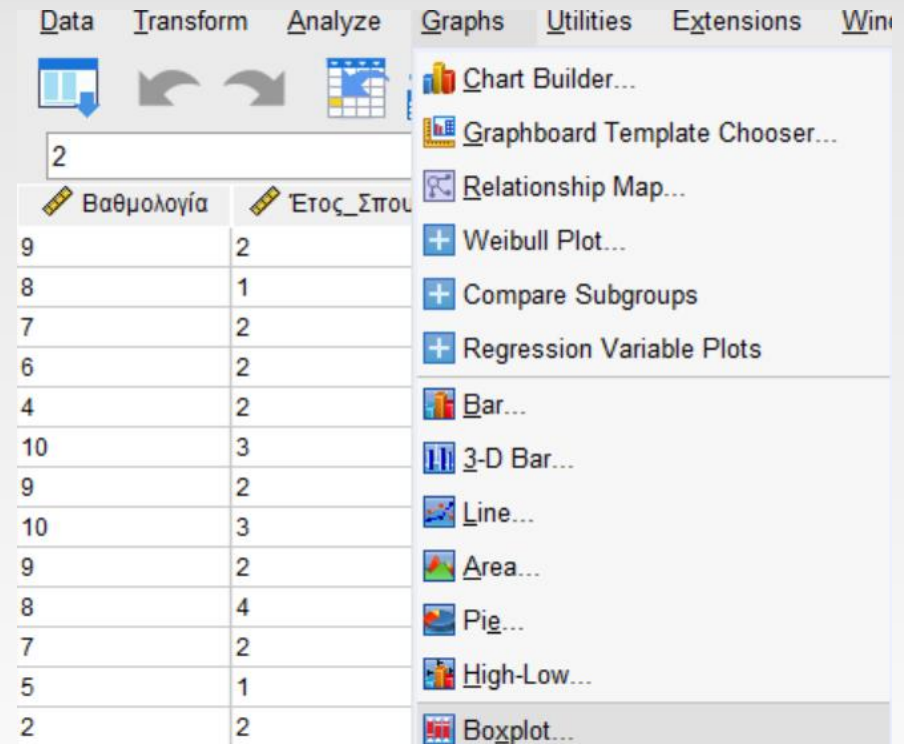 Data Transform Analyze Graphs Utilities Extensions
2
Βαθμολογία
9 2
8 1
7 2
6 2
4 2
10 3
9 2
10 3
9 2
8 4
7 2
5 1
2 2
Chart Builder...
Graphboard Template Chooser...
Relationship Map...
Weibull Plot...
Compare Subgroups
Regression Variable Plots
Bar...
3-D Bar...
Line...
Area...
Pie...
High-Low...
Boxplot...